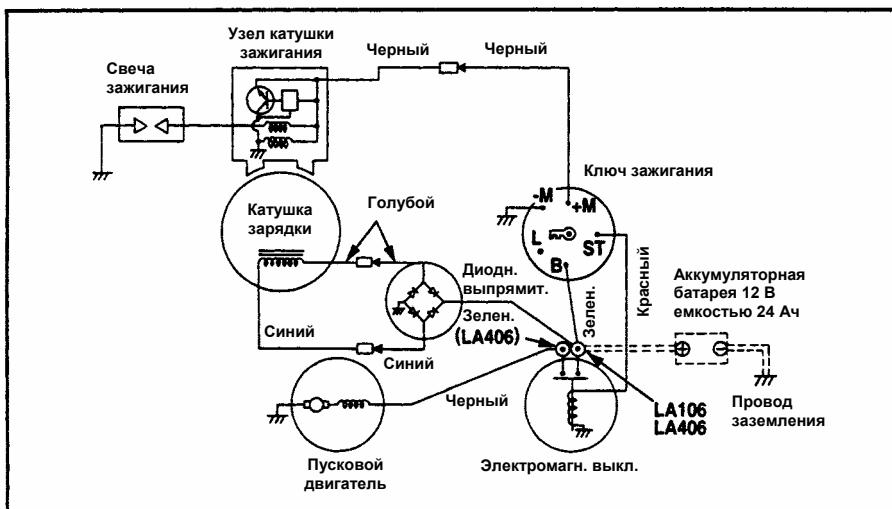 Узел катушки
зажигания
Черный
Черный
Свеча
зажигания
Ключ зажигания
-M
+M
L
ST
B
Катушка
зарядки
Голубой
Диодн.
выпрямит.
Зелен.
(LA406)
Зелен.
Красный
Аккумуляторная
батарея 12 В
емкостью 24 Ач
Синий
Синий
Черный
LA106
LA406
Провод
заземления
Пусковой
двигатель
Электромагн. выкл.